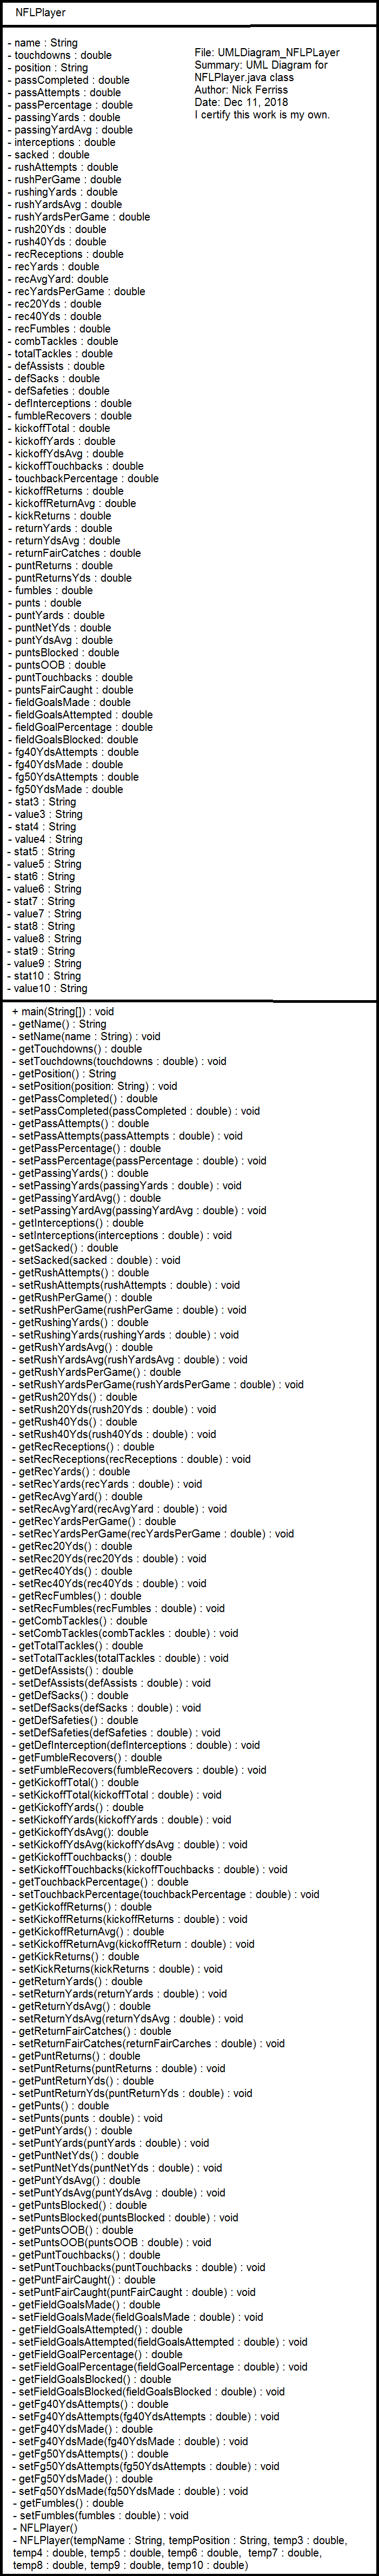 NFLPlayer
- name : String
- touchdowns : double
- position : String
- passCompleted : double
- passAttempts : double
- passPercentage : double
- passingYards : double
- passingYardAvg : double
- interceptions : double
- sacked : double
- rushAttempts : double
- rushPerGame : double
- rushingYards : double
- rushYardsAvg : double
- rushYardsPerGame : double
- rush20Yds : double
- rush40Yds : double
- recReceptions : double
- recYards : double
- recAvgYard: double
- recYardsPerGame : double
- rec20Yds : double
- rec40Yds : double
- recFumbles : double
- combTackles : double
- totalTackles : double
- defAssists : double
- defSacks : double
- defSafeties : double
- defInterceptions : double
- fumbleRecovers : double
- kickoffTotal : double
- kickoffYards : double
- kickoffYdsAvg : double
- kickoffTouchbacks : double
- touchbackPercentage : double
- kickoffReturns : double
- kickoffReturnAvg : double
- kickReturns : double
- returnYards : double
- returnYdsAvg : double
- returnFairCatches : double
- puntReturns : double
- puntReturnsYds : double
- fumbles : double
- punts : double
- puntYards : double
- puntNetYds : double
- puntYdsAvg : double
- puntsBlocked : double
- puntsOOB : double
- puntTouchbacks : double
- puntsFairCaught : double
- fieldGoalsMade : double
- fieldGoalsAttempted : double
- fieldGoalPercentage : double
- fieldGoalsBlocked: double
- fg40YdsAttempts : double
- fg40YdsMade : double
- fg50YdsAttempts : double
- fg50YdsMade : double
- stat3 : String
- value3 : String
- stat4 : String
- value4 : String
- stat5 : String
- value5 : String
- stat6 : String
- value6 : String
- stat7 : String
- value7 : String
- stat8 : String
- value8 : String
- stat9 : String
- value9 : String
- stat10 : String
- value10 : String
File: UMLDiagram_NFLPLayer
Summary: UML Diagram for
NFLPlayer.java class
Author: Nick Ferriss
Date: Dec 11, 2018
I certify this work is my own.
+ main(String[]) : void
- getName() : String
- setName(name : String) : void
- getTouchdowns() : double
- setTouchdowns(touchdowns : double) : void
- getPosition() : String
- setPosition(position: String) : void
- getPassCompleted() : double
- setPassCompleted(passCompleted : double) : void
- getPassAttempts() : double
- setPassAttempts(passAttempts : double) : void
- getPassPercentage() : double
- setPassPercentage(passPercentage : double) : void
- getPassingYards() : double
- setPassingYards(passingYards : double) : void
- getPassingYardAvg() : double
- setPassingYardAvg(passingYardAvg : double) : void
- getInterceptions() : double
- setInterceptions(interceptions : double) : void
- getSacked() : double
- setSacked(sacked : double) : void
- getRushAttempts() : double
- setRushAttempts(rushAttempts : double) : void
- getRushPerGame() : double
- setRushPerGame(rushPerGame : double) : void
- getRushingYards() : double
- setRushingYards(rushingYards : double) : void
- getRushYardsAvg() : double
- setRushYardsAvg(rushYardsAvg : double) : void
- getRushYardsPerGame() : double
- setRushYardsPerGame(rushYardsPerGame : double) : void
- getRush20Yds() : double
- setRush20Yds(rush20Yds : double) : void
- getRush40Yds() : double
- setRush40Yds(rush40Yds : double) : void
- getRecReceptions() : double
- setRecReceptions(recReceptions : double) : void
- getRecYards() : double
- setRecYards(recYards : double) : void
- getRecAvgYard() : double
- setRecAvgYard(recAvgYard : double) : void
- getRecYardsPerGame() : double
- setRecYardsPerGame(recYardsPerGame : double) : void
- getRec20Yds() : double
- setRec20Yds(rec20Yds : double) : void
- getRec40Yds() : double
- setRec40Yds(rec40Yds : double) : void
- getRecFumbles() : double
- setRecFumbles(recFumbles : double) : void
- getCombTackles() : double
- setCombTackles(combTackles : double) : void
- getTotalTackles() : double
- setTotalTackles(totalTackles : double) : void
- getDefAssists() : double
- setDefAssists(defAssists : double) : void
- getDefSacks() : double
- setDefSacks(defSacks : double) : void
- getDefSafeties() : double
- setDefSafeties(defSafeties : double) : void
- getDefInterception(defInterceptions : double) : void
- getFumbleRecovers() : double
- setFumbleRecovers(fumbleRecovers : double) : void
- getKickoffTotal() : double
- setKickoffTotal(kickoffTotal : double) : void
- getKickoffYards() : double
- setKickoffYards(kickoffYards : double) : void
- getKickoffYdsAvg(): double
- setKickoffYdsAvg(kickoffYdsAvg : double) : void
- getKickoffTouchbacks() : double
- setKickoffTouchbacks(kickoffTouchbacks : double) : void
- getTouchbackPercentage() : double
- setTouchbackPercentage(touchbackPercentage : double) : void
- getKickoffReturns() : double
- setKickoffReturns(kickoffReturns : double) : void
- getKickoffReturnAvg() : double
- setKickoffReturnAvg(kickoffReturn : double) : void
- getKickReturns() : double
- setKickReturns(kickReturns : double) : void
- getReturnYards() : double
- setReturnYards(returnYards : double) : void
- getReturnYdsAvg() : double
- setReturnYdsAvg(returnYdsAvg : double) : void
- getReturnFairCatches() : double
- setReturnFairCatches(returnFairCarches : double) : void
- getPuntReturns() : double
- setPuntReturns(puntReturns : double) : void
- getPuntReturnYds() : double
- setPuntReturnYds(puntReturnYds : double) : void
- getPunts() : double
- setPunts(punts : double) : void
- getPuntYards() : double
- setPuntYards(puntYards : double) : void
- getPuntNetYds() : double
- setPuntNetYds(puntNetYds : double) : void
- getPuntYdsAvg() : double
- setPuntYdsAvg(puntYdsAvg : double) : void
- getPuntsBlocked() : double
- setPuntsBlocked(puntsBlocked : double) : void
- getPuntsOOB() : double
- setPuntsOOB(puntsOOB : double) : void
- getPuntTouchbacks() : double
- setPuntTouchbacks(puntTouchbacks : double) : void
- getPuntFairCaught() : double
- setPuntFairCaught(puntFairCaught : double) : void
- getFieldGoalsMade() : double
- setFieldGoalsMade(fieldGoalsMade : double) : void
- getFieldGoalsAttempted() : double
- setFieldGoalsAttempted(fieldGoalsAttempted : double) : void
- getFieldGoalPercentage() : double
- setFieldGoalPercentage(fieldGoalPercentage : double) : void
- getFieldGoalsBlocked() : double
- setFieldGoalsBlocked(fieldGoalsBlocked : double) : void
- getFg40YdsAttempts() : double
- setFg40YdsAttempts(fg40YdsAttempts : double) : void
- getFg40YdsMade() : double
- setFg40YdsMade(fg40YdsMade : double) : void
- getFg50YdsAttempts() : double
- setFg50YdsAttempts(fg50YdsAttempts : double) : void
- getFg50YdsMade() : double
- setFg50YdsMade(fg50YdsMade : double) : void
- getFumbles() : double
- setFumbles(fumbles : double) : void
- NFLPlayer()
- NFLPlayer(tempName : String, tempPosition : String, temp3 : double,
temp4 : double, temp5 : double, temp6 : double, temp7 : double,
temp8 : double, temp9 : double, temp10 : double)